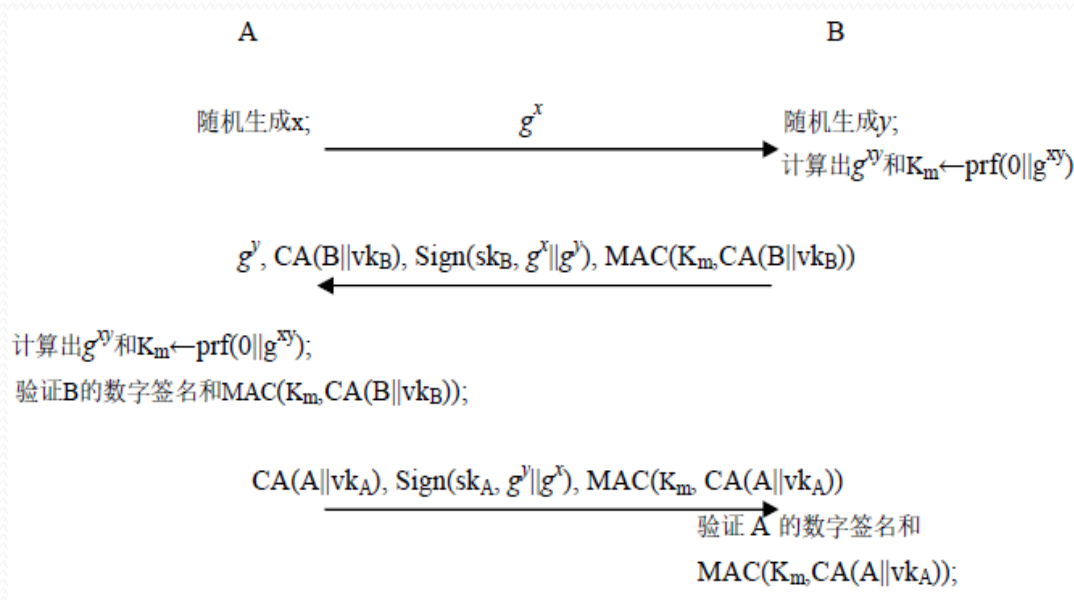 A B
随机生成x; g^x 随机生成y;
计算出g^xy和K_m←prf(0||g^xy)
g^y, CA(B||vk_B), Sign(sk_B, g^x||g^y), MAC(K_m,CA(B||vk_B))
计算出g^xy和K_m←prf(0||g^xy);
验证B的数字签名和MAC(K_m,CA(B||vk_B));
CA(A||vk_A), Sign(sk_A, g^y||g^x), MAC(K_m, CA(A||vk_A))
验证 A 的数字签名和
MAC(K_m,CA(A||vk_A));